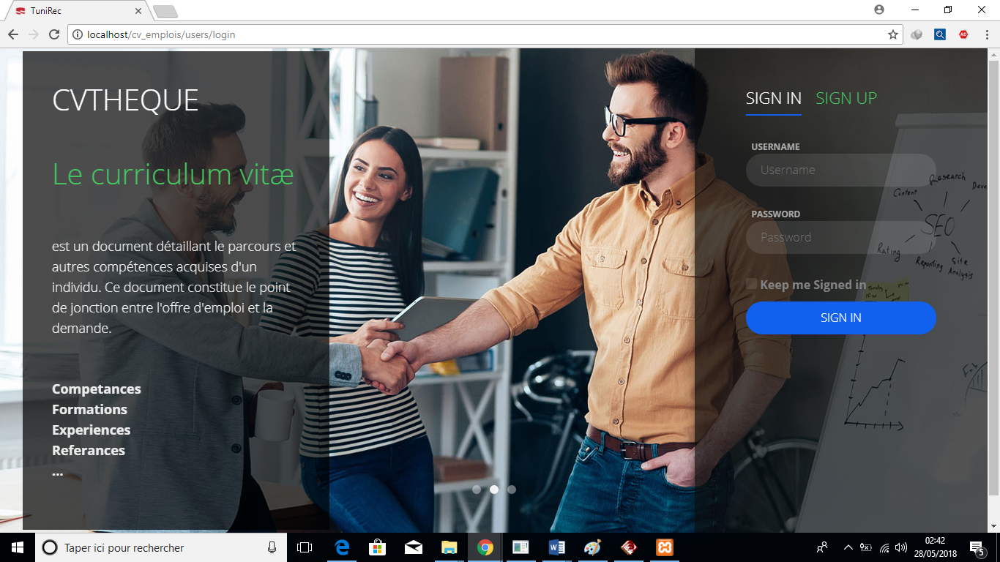 TuniRec
localhost/cv_emplois/users/login
CVTHEQUE
Le curriculum vitæ
est un document détaillant le parcours et
autres compétences acquises d'un
individu. Ce document constitue le point
de jonction entre l'offre d'emploi et la
demande.
Competances
Formations
Experiences
Referances
...
SIGN IN SIGN UP
USERNAME
Username
PASSWORD
Password
Keep me Signed in
SIGN IN
Research
Content
SEO
Rating
Reporting
Site
Analysis
Taper ici pour rechercher
02:42
28/05/2018
5